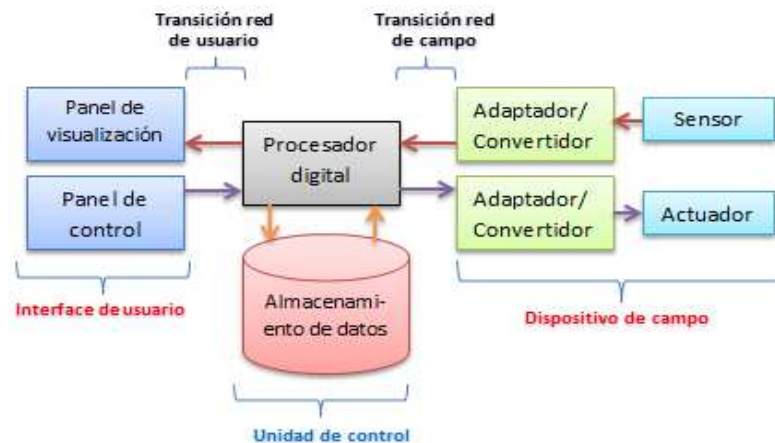 Transición red
de usuario
Transición red
de campo
Panel de
visualización
Procesador
digital
Adaptador/
Convertidor
Sensor
Panel de
control
Adaptador/
Convertidor
Actuador
Almacenami-
ento de datos
Interface de usuario
Dispositivo de campo
Unidad de control